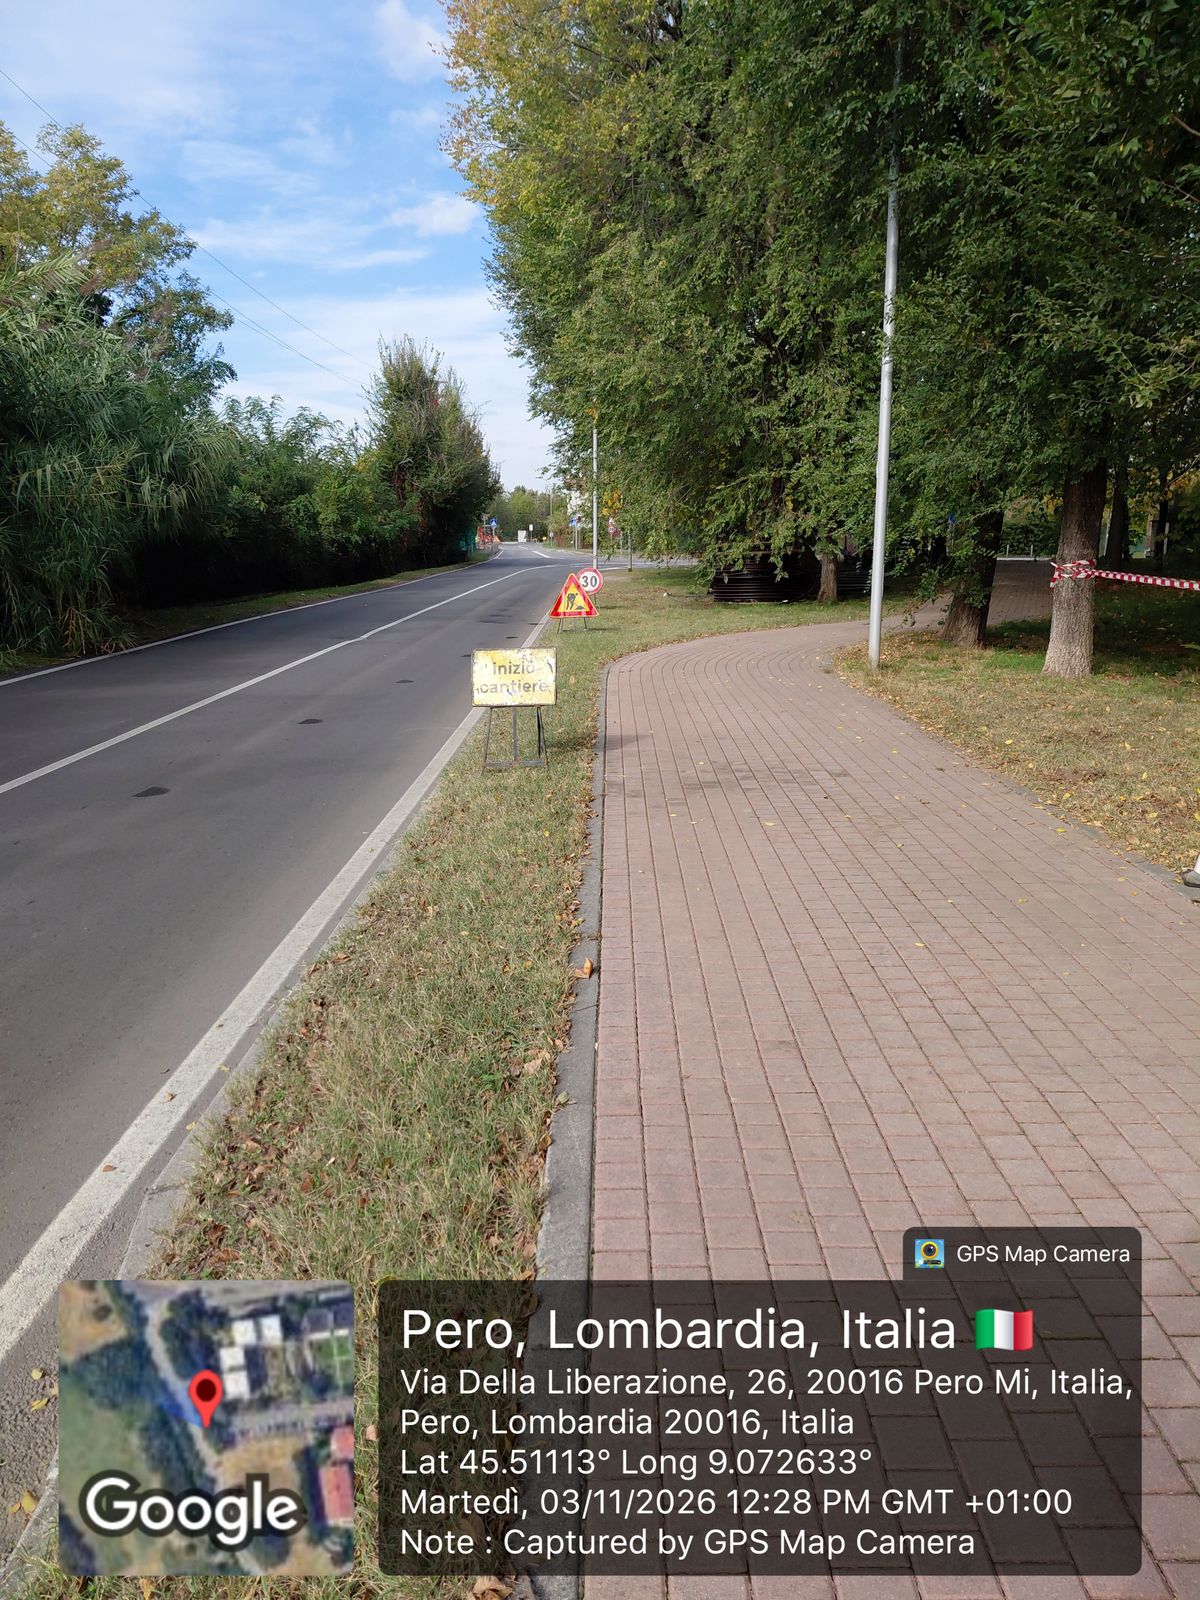 30
inizio
cantiere
GPS Map Camera
Pero, Lombardia, Italia
Via Della Liberazione, 26, 20016 Pero Mi, Italia,
Pero, Lombardia 20016, Italia
Lat 45.51113° Long 9.072633°
Martedì, 03/11/2026 12:28 PM GMT +01:00
Note : Captured by GPS Map Camera
Google